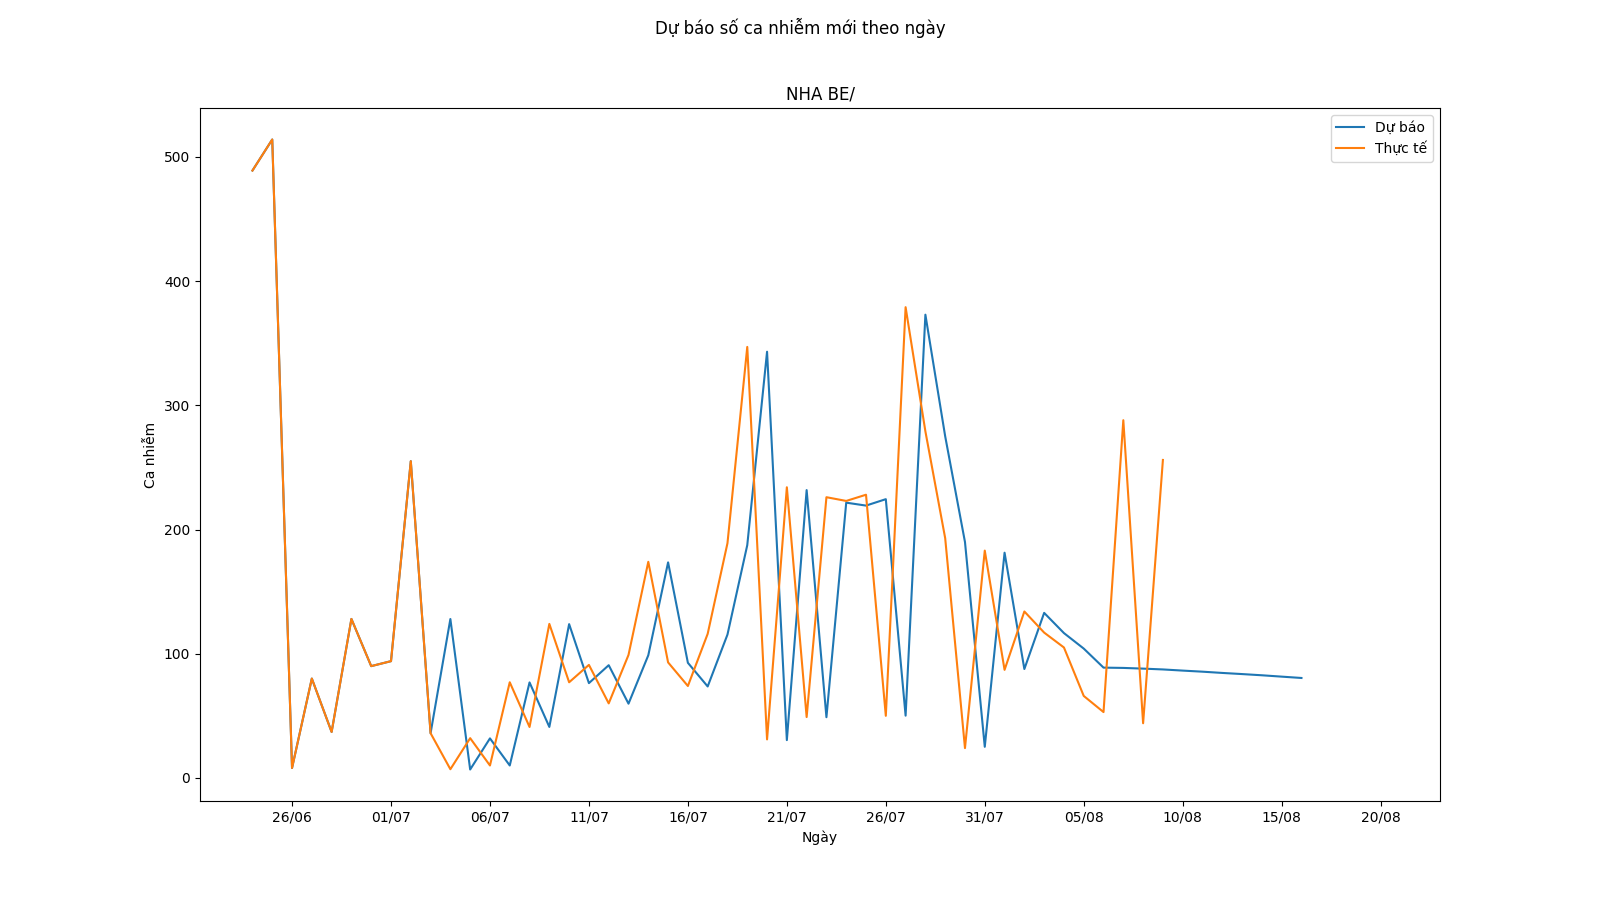 Dự báo số ca nhiễm mới theo ngày
NHA BE/
Dự báo
Thực tế
500
400
300
200
100
0
Ca nhiễm
26/06 01/07 06/07 11/07 16/07 21/07 26/07 31/07 05/08 10/08 15/08 20/08
Ngày